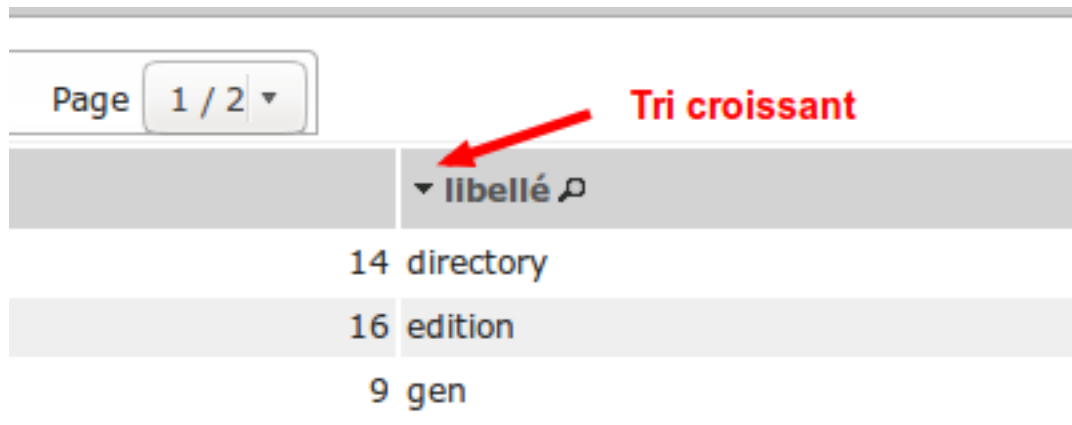 Page 1 / 2
Tri croissant
libellé
14 directory
16 edition
9 gen